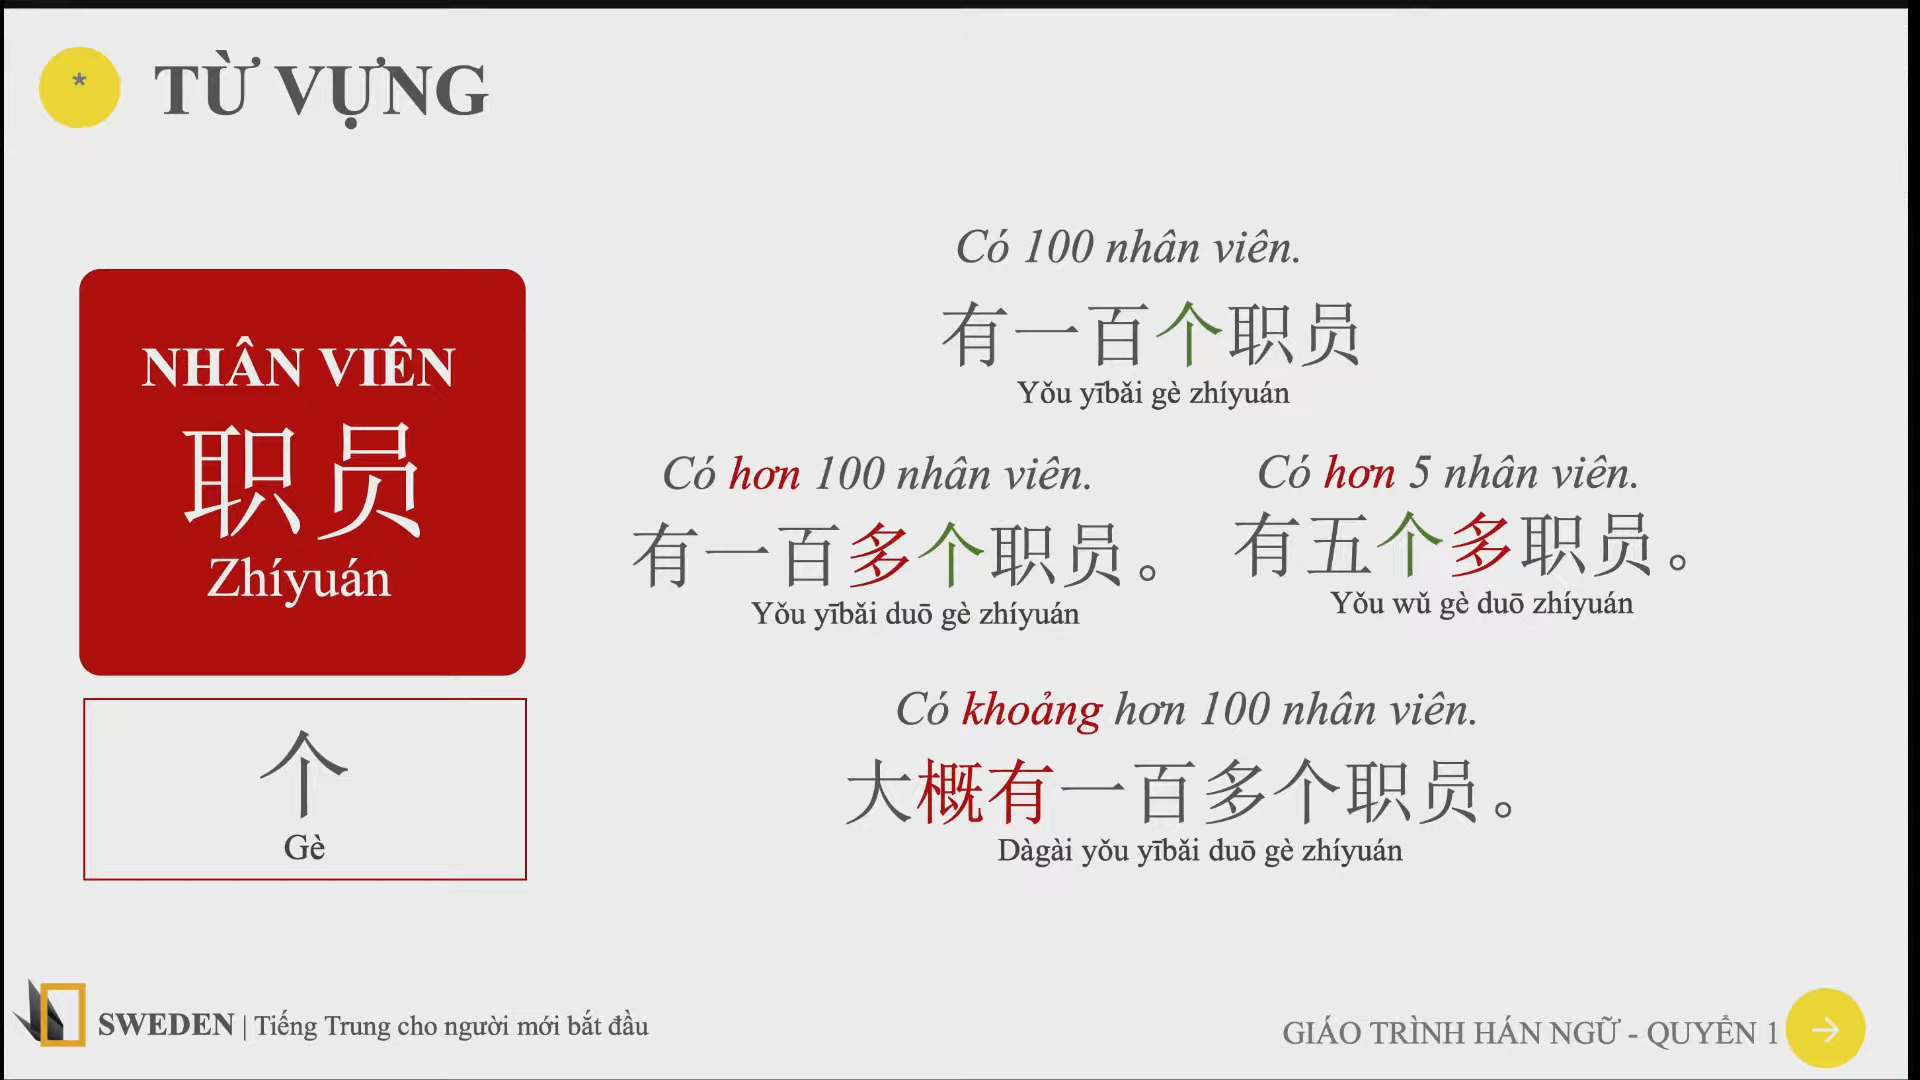 *
TỪ VỰNG
NHÂN VIÊN
职员
Zhíyuán
个
Gè
Có 100 nhân viên.
有一百个职员
Yǒu yībǎi gè zhíyuán
Có hơn 100 nhân viên.
有一百多个职员。
Yǒu yībǎi duō gè zhíyuán
Có hơn 5 nhân viên.
有五个多职员。
Yǒu wǔ gè duō zhíyuán
Có khoảng hơn 100 nhân viên.
大概有一百多个职员。
Dàgài yǒu yībǎi duō gè zhíyuán
SWEDEN | Tiếng Trung cho người mới bắt đầu
GIÁO TRÌNH HÁN NGỮ - QUYỂN 1